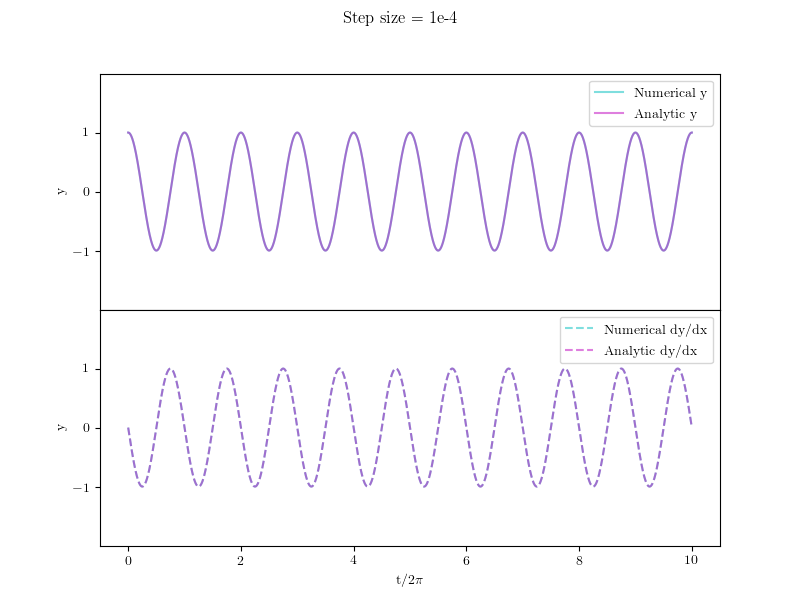 Step size = 1e-4
Numerical y
Analytic y
1
0
−1
y
Numerical dy/dx
Analytic dy/dx
1
0
−1
y
0 2 4 6 8 10
t/2π